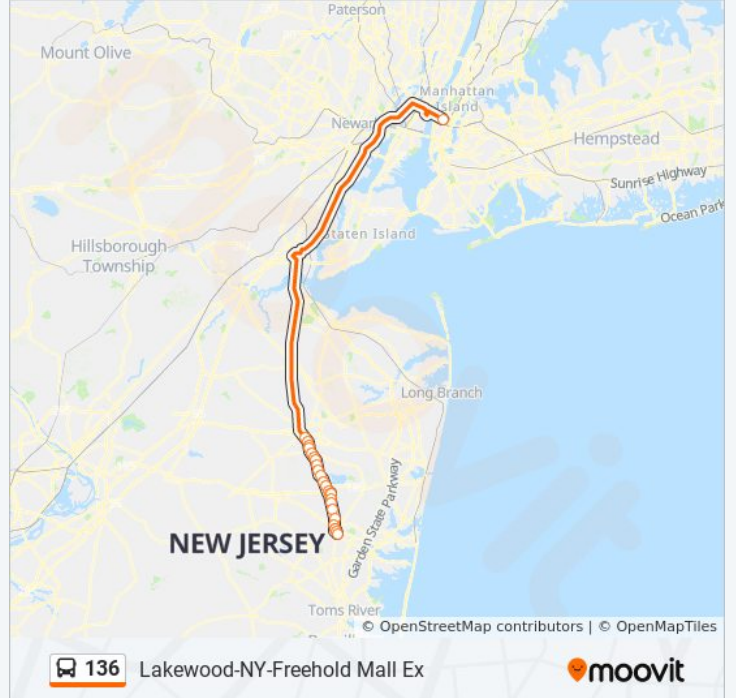 Paterson
Mount Olive
Manhattan
Island
Newar
Hempstead
Sunrise Highway
Ocean Park
Staten Island
Hillsborough
Township
Long Branch
Garden State Parkway
NEW JERSEY
Toms River
© OpenStreetMap contributors | © OpenMapTiles
136 Lakewood-NY-Freehold Mall Ex
moovit